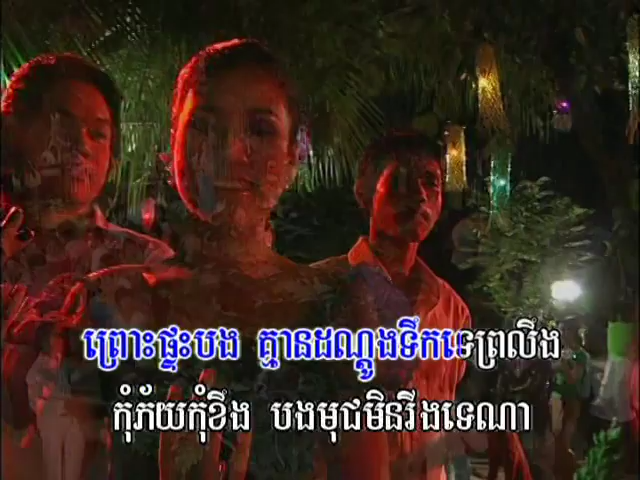 ព្រោះផ្ទះបង គ្មានដណ្ដូងទឹកទេព្រលឹង
កុំភ័យកុំខឹង បងមុជមិនរីងទេណា